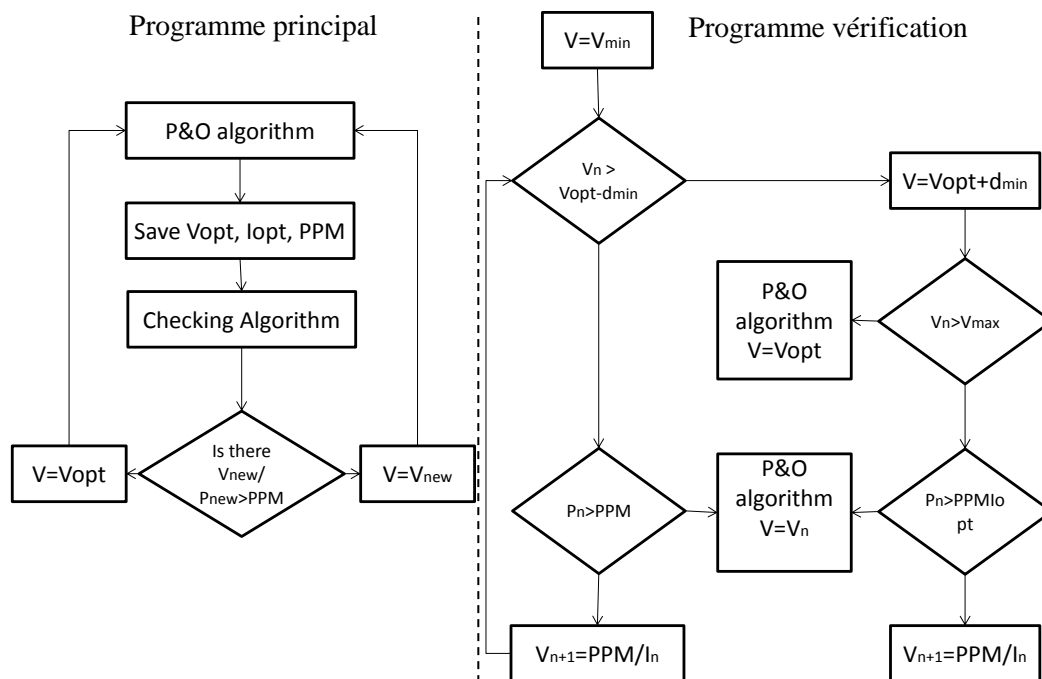 Programme principal
P&O algorithm
Save Vopt, Iopt, PPM
Checking Algorithm
Is there
Vnew/
Pnew>PPM
V=Vopt
V=Vnew
Programme vérification
V=Vmin
Vn >
Vopt-dmin
V=Vopt+dmin
P&O
algorithm
V=Vopt
Vn>Vmax
Pn>PPM
P&O
algorithm
V=Vn
Pn>PPMIo
pt
Vn+1=PPM/In
Vn+1=PPM/In